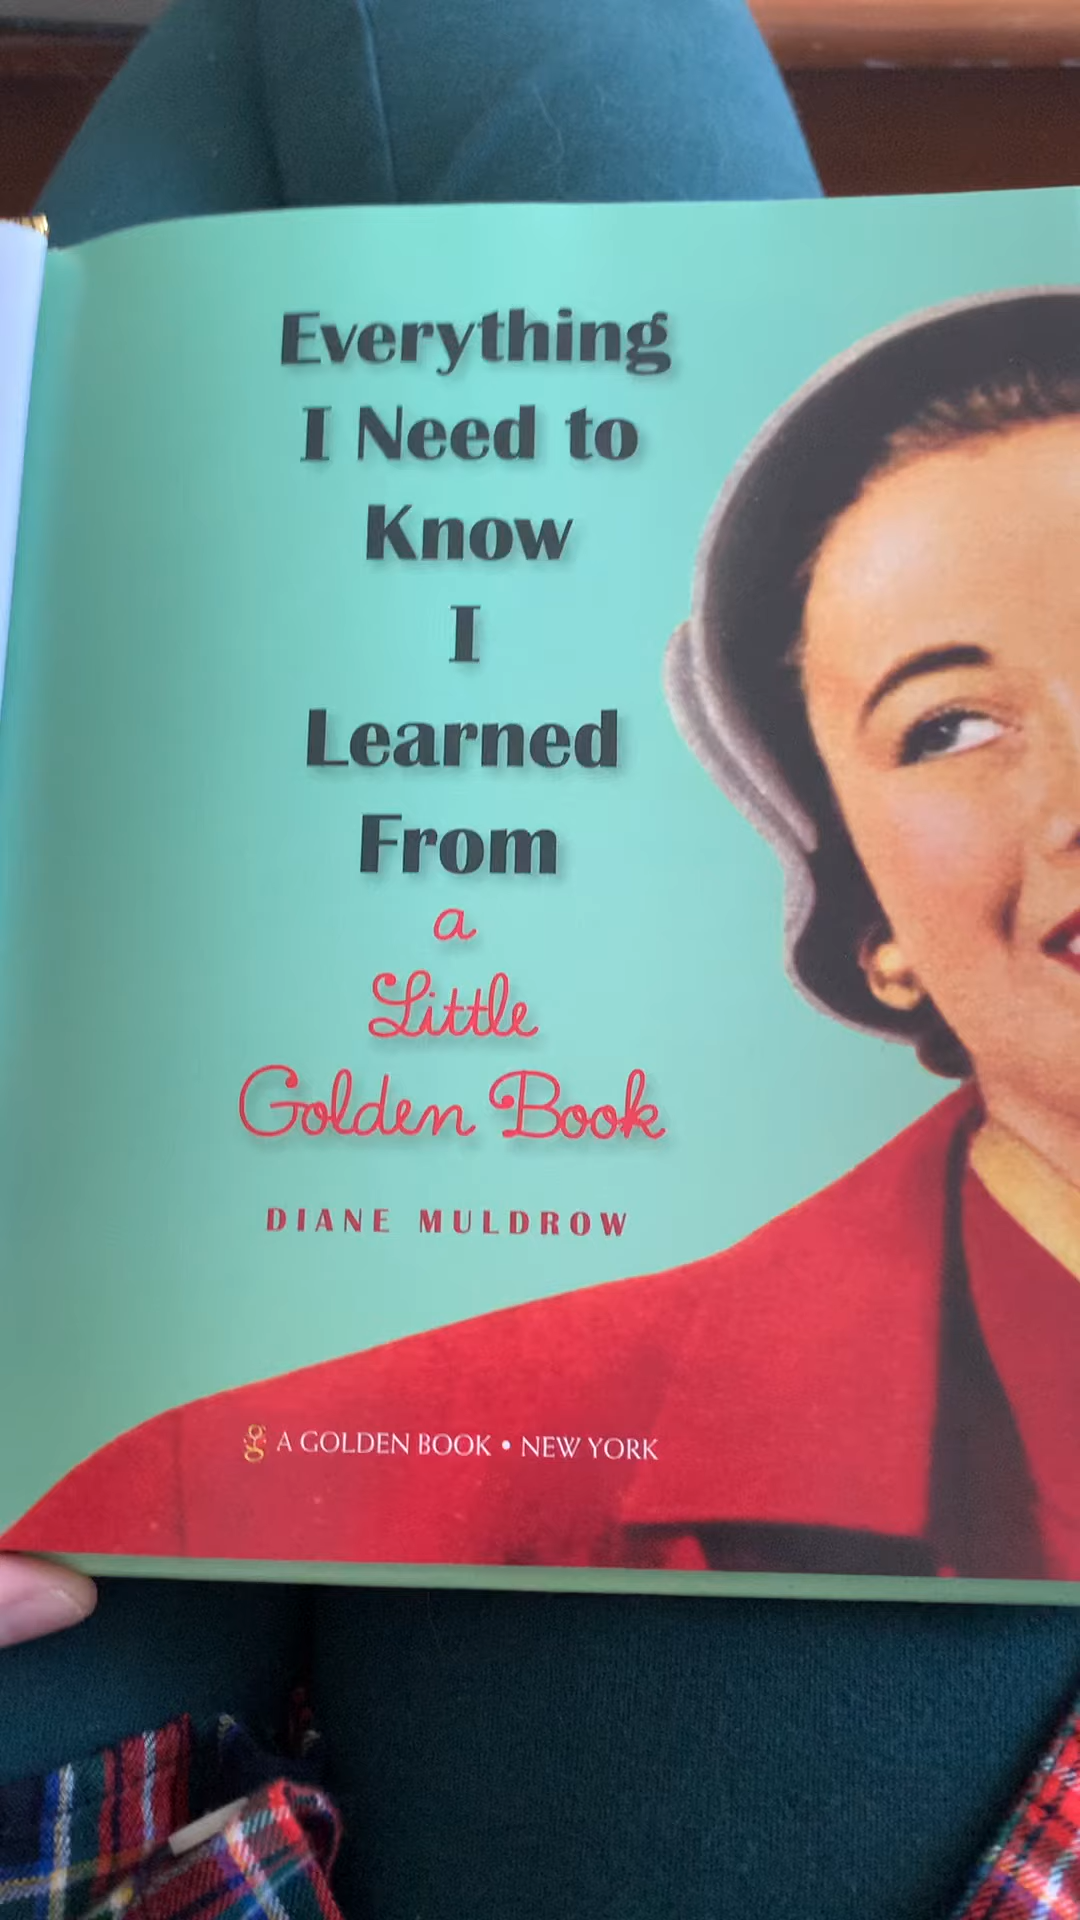 Everything
I Need to
Know
I
Learned
From
a
Little
Golden Book
DIANE MULDROW
A GOLDEN BOOK • NEW YORK